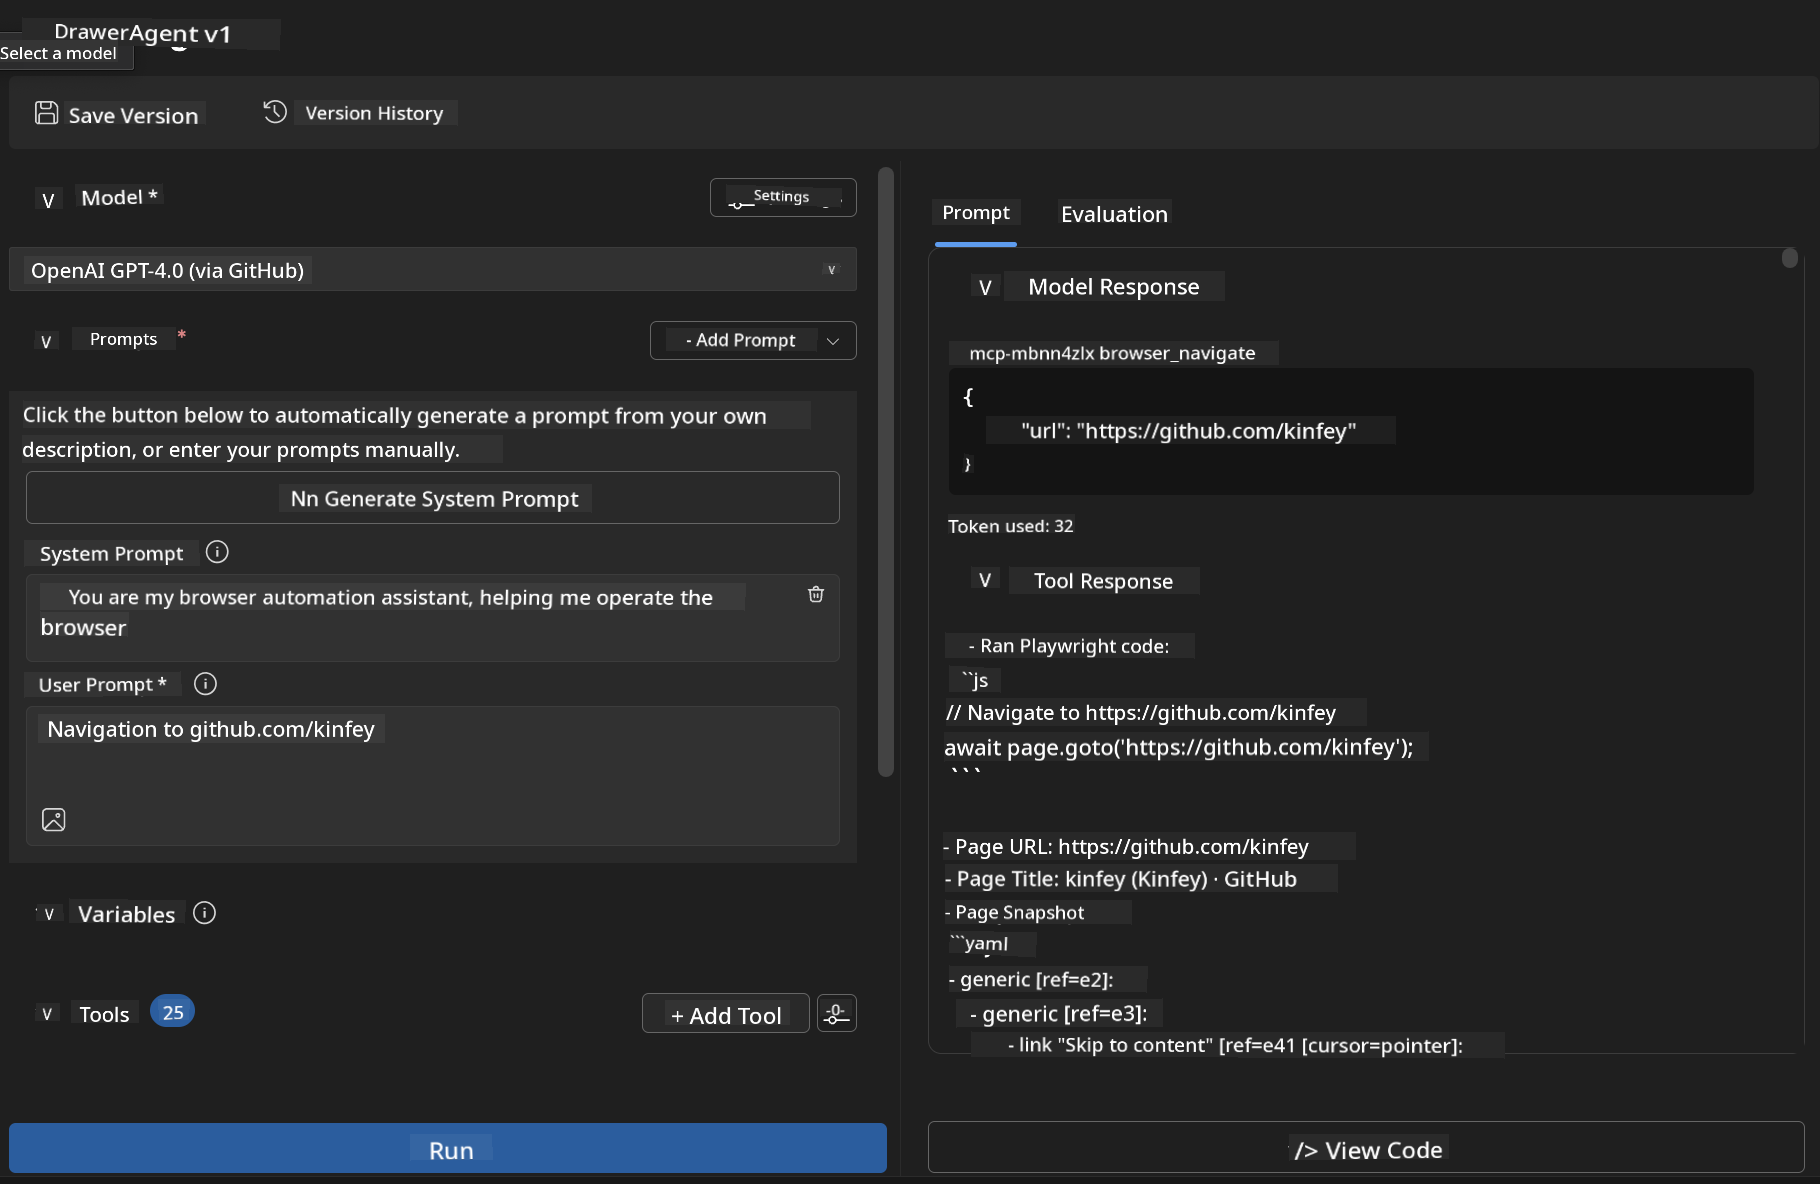 DrawerAgent v1
Select a model
Save Version
Version History
v Model *
Settings
OpenAI GPT-4.0 (via GitHub)
v
v Prompts *
- Add Prompt
Click the button below to automatically generate a prompt from your own
description, or enter your prompts manually.
Nn Generate System Prompt
System Prompt
You are my browser automation assistant, helping me operate the
browser
User Prompt *
Navigation to github.com/kinfey
v Variables
v Tools 25
+ Add Tool
-0-
Run
Prompt
Evaluation
V Model Response
mcp-mbnn4zlx browser_navigate
{
"url": "https://github.com/kinfey"
}
Token used: 32
V Tool Response
- Ran Playwright code:
``js
// Navigate to https://github.com/kinfey
await page.goto('https://github.com/kinfey');
```
- Page URL: https://github.com/kinfey
- Page Title: kinfey (Kinfey) · GitHub
- Page Snapshot
```yaml
- generic [ref=e2]:
- generic [ref=e3]:
- link "Skip to content" [ref=e41 [cursor=pointer]:
/> View Code